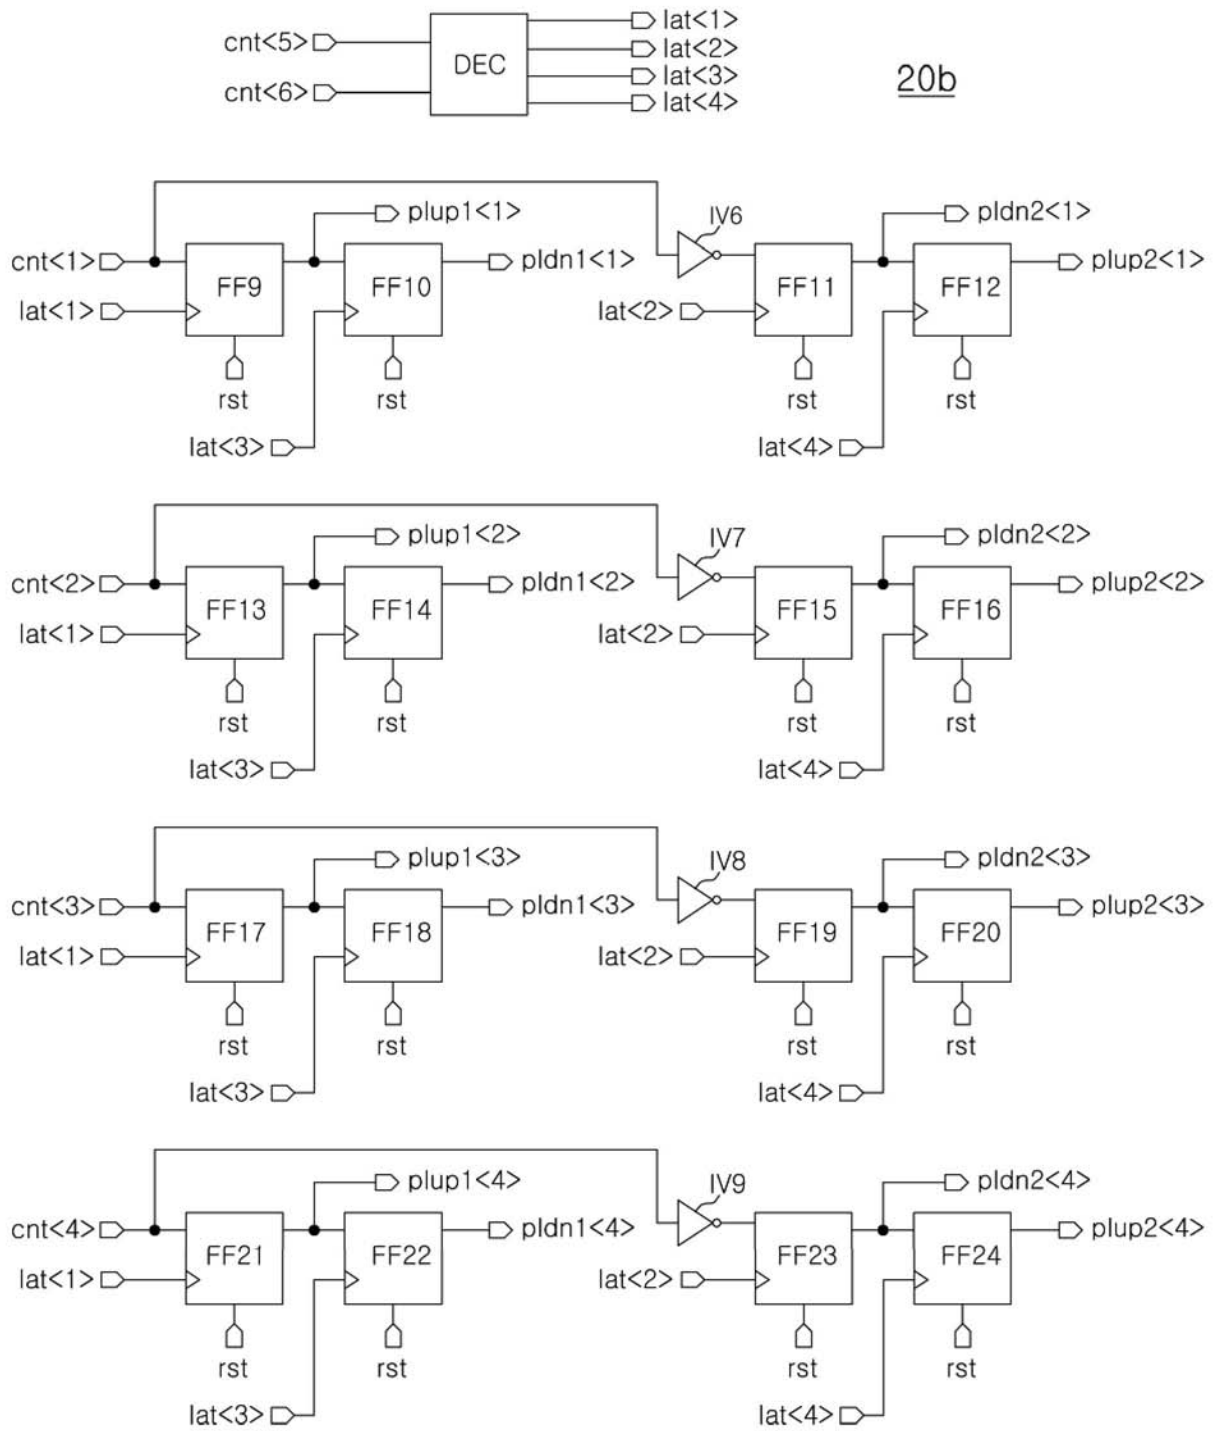 lat<1>
cnt<5> lat<2>
DEC 20b
lat<3>
cnt<6> lat<4>
plup1<1> IV6 pldn2<1>
cnt<1> pldn1<1> plup2<1>
FF9 FF10 FF11 FF12
lat<1> lat<2>
rst rst rst rst
lat<3> lat<4>
plup1<2> IV7 pldn2<2>
cnt<2> pldn1<2> plup2<2>
FF13 FF14 FF15 FF16
lat<1> lat<2>
rst rst rst rst
lat<3> lat<4>
plup1<3> IV8 pldn2<3>
cnt<3> pldn1<3> plup2<3>
FF17 FF18 FF19 FF20
lat<1> lat<2>
rst rst rst rst
lat<3> lat<4>
plup1<4> IV9 pldn2<4>
cnt<4> pldn1<4> plup2<4>
FF21 FF22 FF23 FF24
lat<1> lat<2>
rst rst rst rst
lat<3> lat<4>